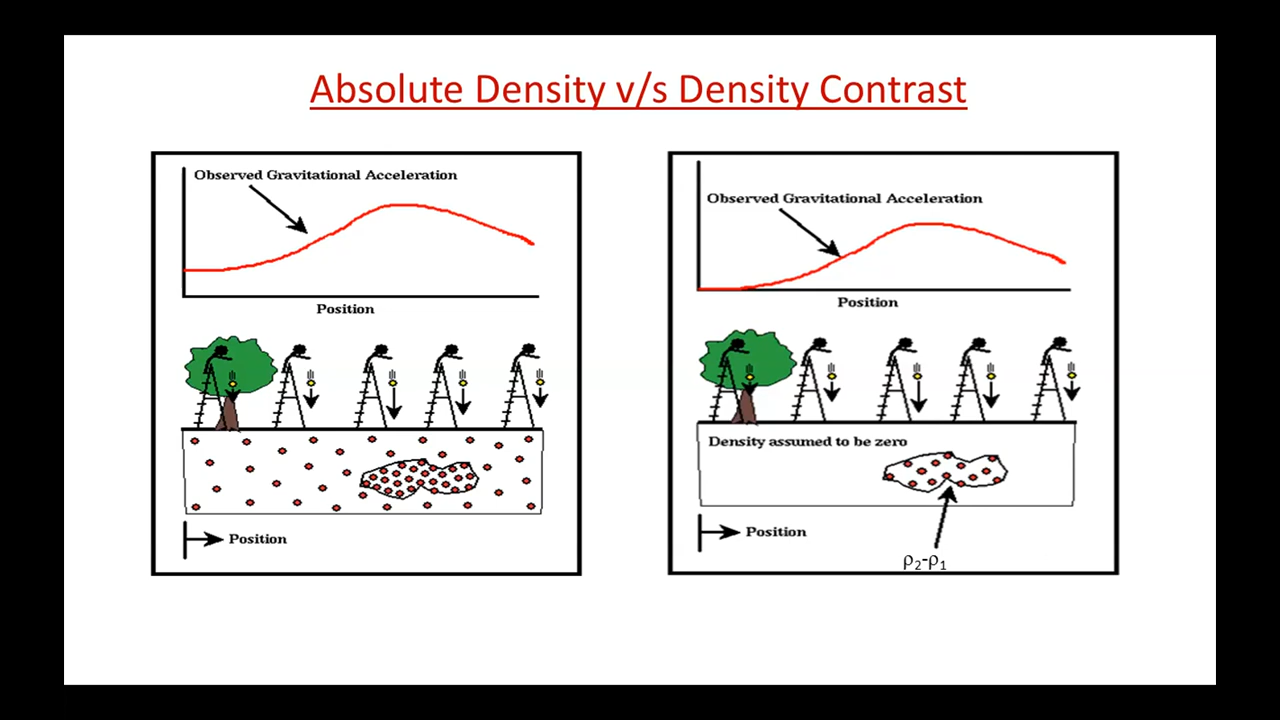 Absolute Density v/s Density Contrast
Observed Gravitational Acceleration
Position
Position
Observed Gravitational Acceleration
Position
Density assumed to be zero
Position
ρ₂-ρ₁